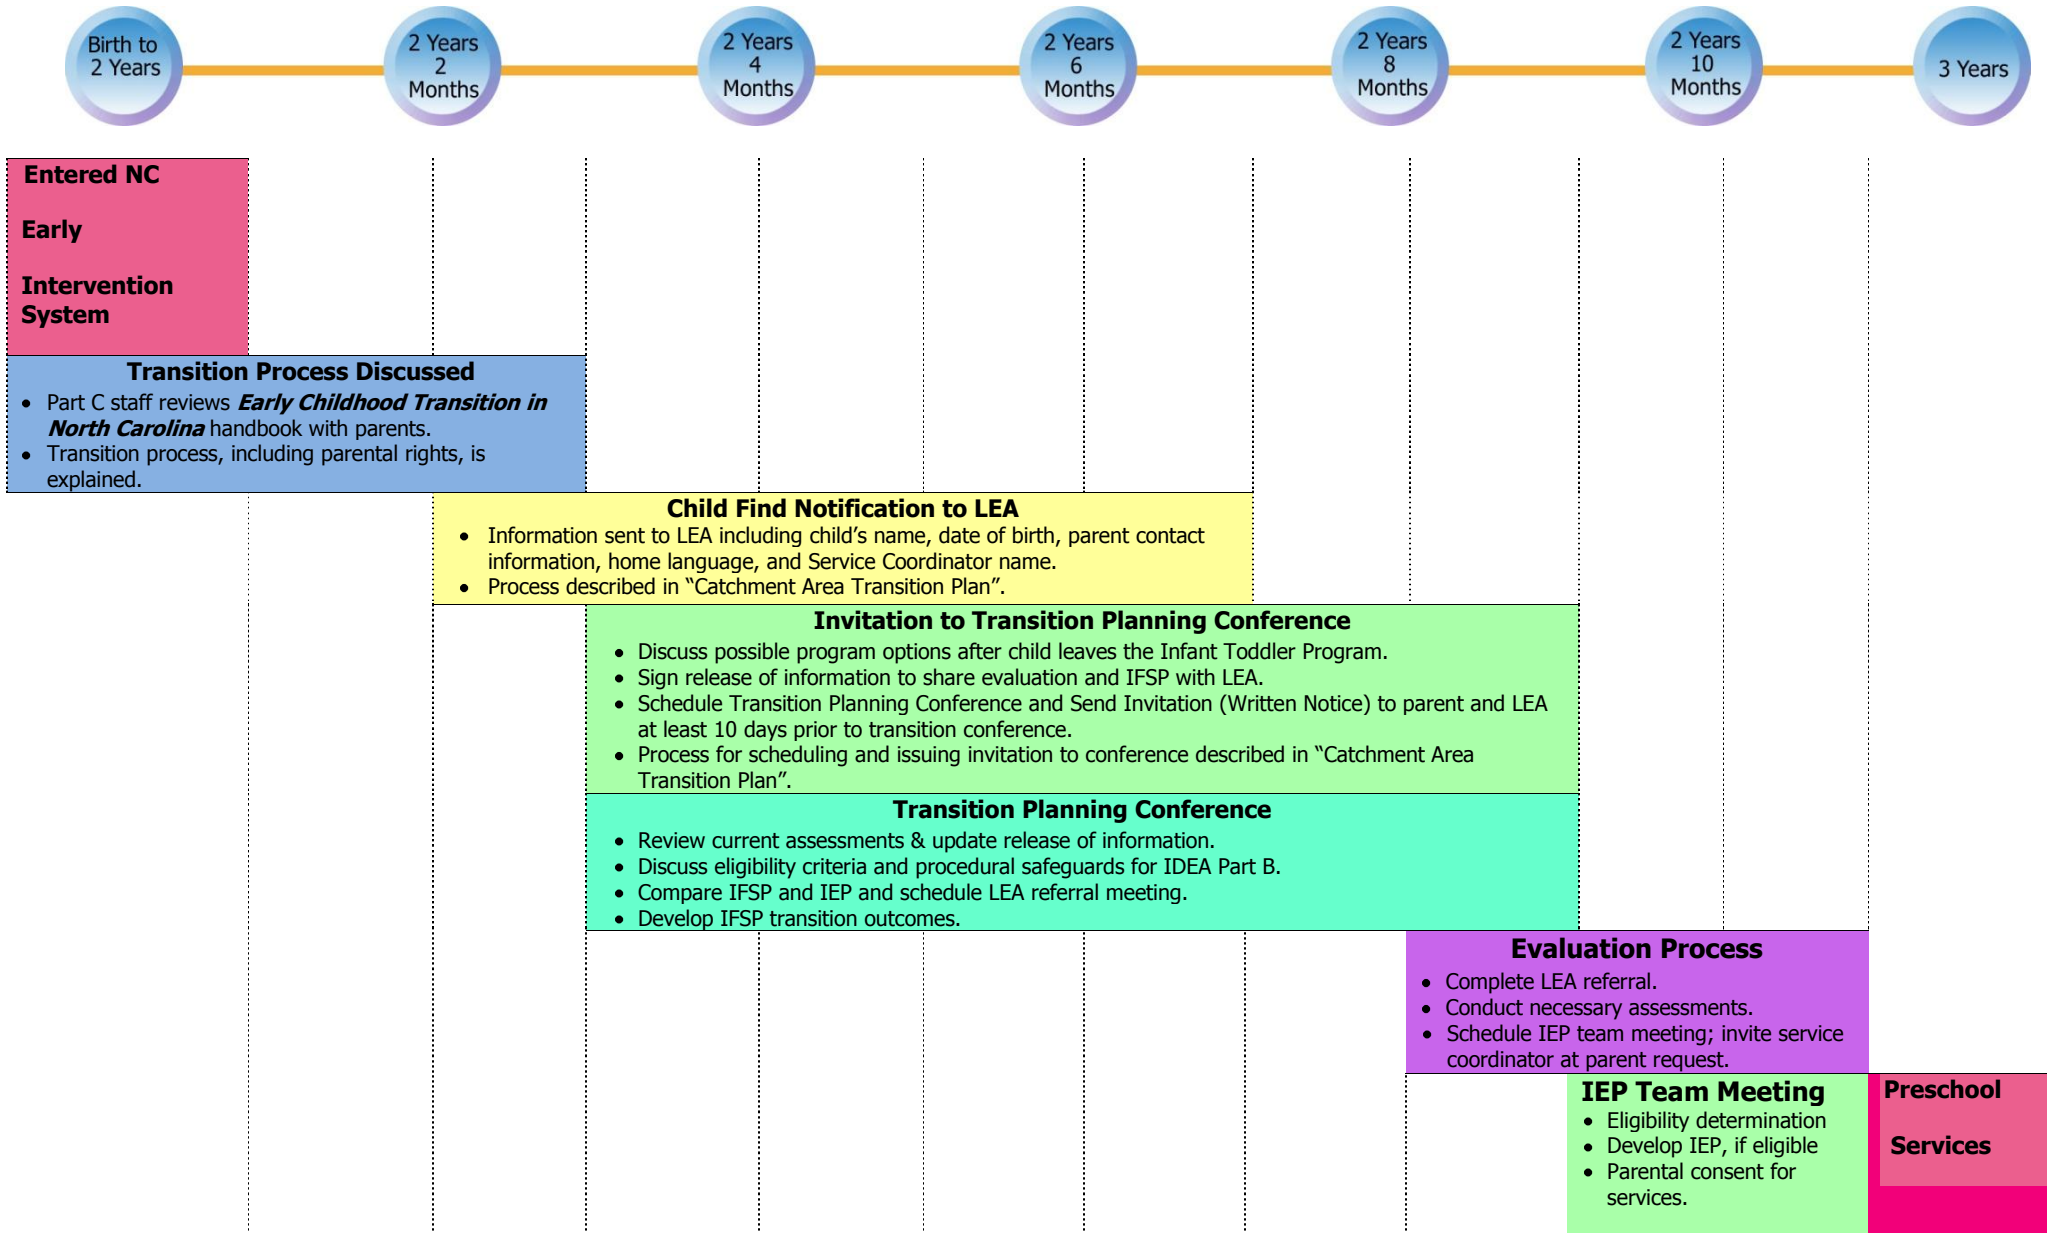 Birth to
2 Years
2 Years
2
Months
2 Years
4
Months
2 Years
6
Months
2 Years
8
Months
2 Years
10
Months
3 Years
Entered NC
Early
Intervention
System
Transition Process Discussed
• Part C staff reviews Early Childhood Transition in
North Carolina handbook with parents.
• Transition process, including parental rights, is
explained.
Child Find Notification to LEA
• Information sent to LEA including child’s name, date of birth, parent contact
information, home language, and Service Coordinator name.
• Process described in “Catchment Area Transition Plan”.
Invitation to Transition Planning Conference
• Discuss possible program options after child leaves the Infant Toddler Program.
• Sign release of information to share evaluation and IFSP with LEA.
• Schedule Transition Planning Conference and Send Invitation (Written Notice) to parent and LEA
at least 10 days prior to transition conference.
• Process for scheduling and issuing invitation to conference described in “Catchment Area
Transition Plan”.
Transition Planning Conference
• Review current assessments & update release of information.
• Discuss eligibility criteria and procedural safeguards for IDEA Part B.
• Compare IFSP and IEP and schedule LEA referral meeting.
• Develop IFSP transition outcomes.
Evaluation Process
• Complete LEA referral.
• Conduct necessary assessments.
• Schedule IEP team meeting; invite service
coordinator at parent request.
IEP Team Meeting
• Eligibility determination
• Develop IEP, if eligible
• Parental consent for
services.
Preschool
Services